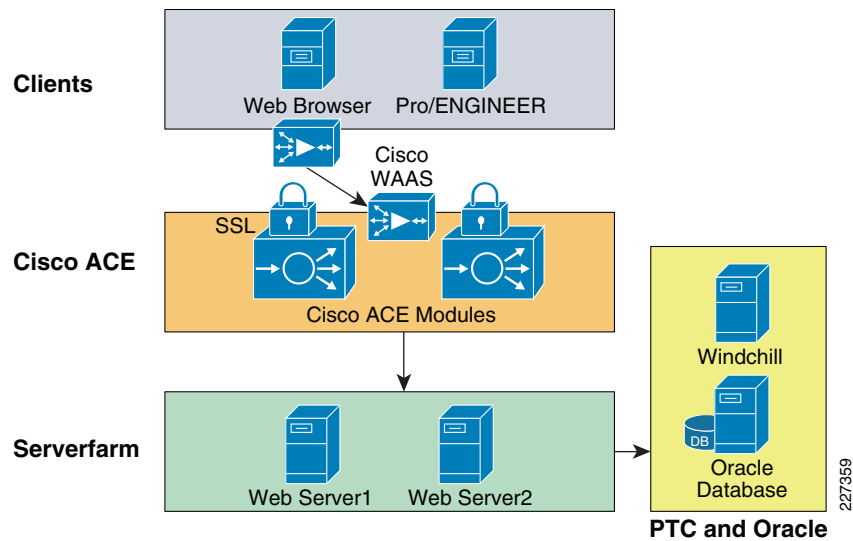 Clients
Web Browser
Pro/ENGINEER
Cisco
WAAS
SSL
Cisco ACE
Cisco ACE Modules
Windchill
Serverfarm
DB
Oracle
Database
Web Server1
Web Server2
PTC and Oracle
227359